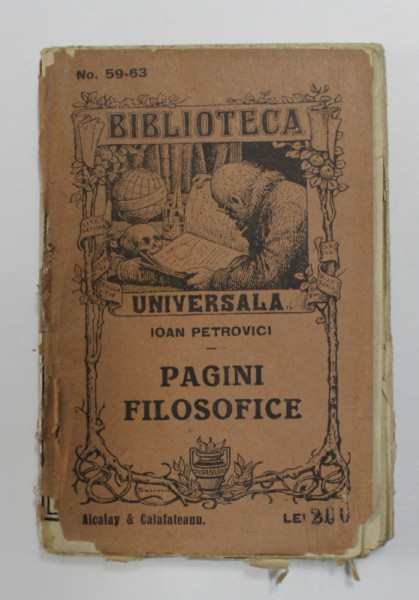 No. 59-63
BIBLIOTECA
UNIVERSALA
IOAN PETROVICI
PAGINI
FILOSOFICE
Alcalay & Calafateanu.
LEI